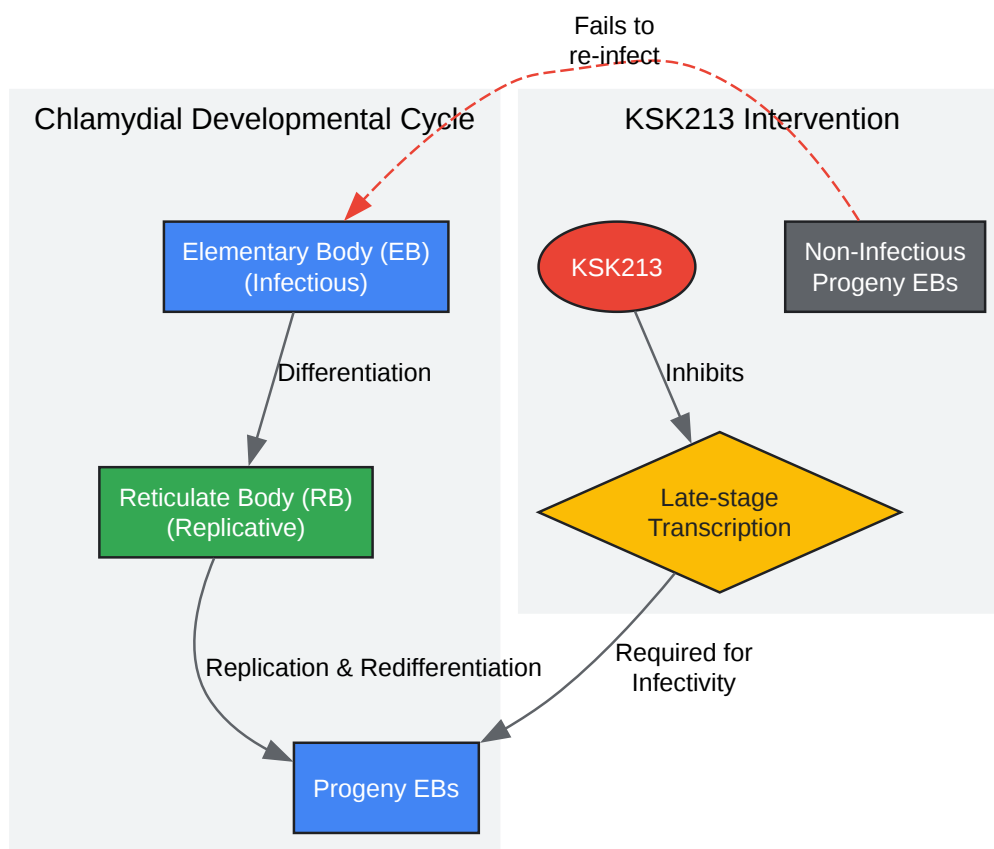 Fails to
re-infect
Chlamydial Developmental Cycle
KSK213 Intervention
Elementary Body (EB)
(Infectious)
KSK213
Non-Infectious
Progeny EBs
Differentiation
Inhibits
Reticulate Body (RB)
(Replicative)
Late-stage
Transcription
Replication & Redifferentiation
Required for
Infectivity
Progeny EBs